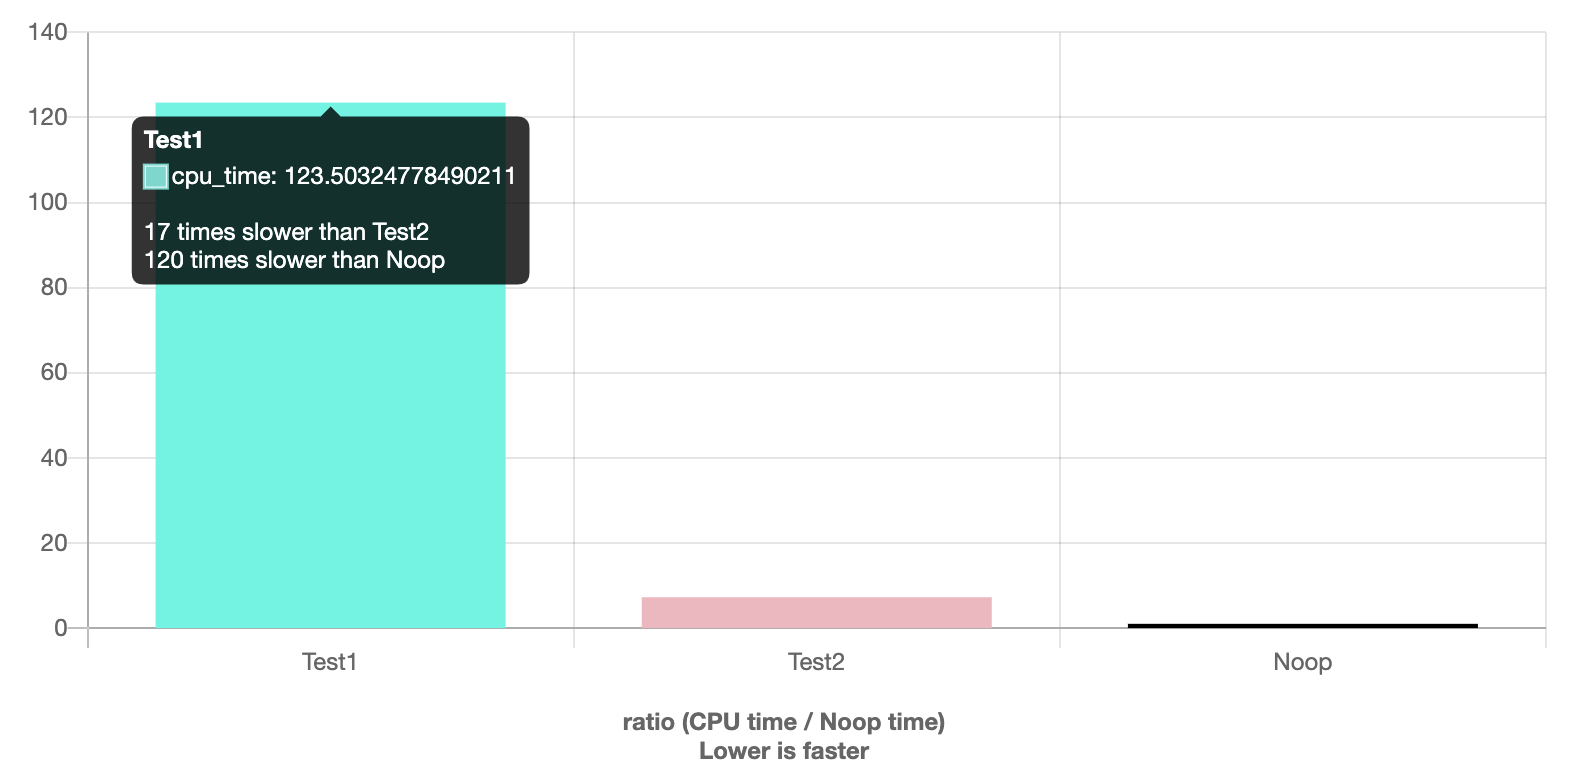 140
120
100
80
60
40
20
0
Test1
cpu_time: 123.50324778490211
17 times slower than Test2
120 times slower than Noop
Test1
Test2
Noop
ratio (CPU time / Noop time)
Lower is faster